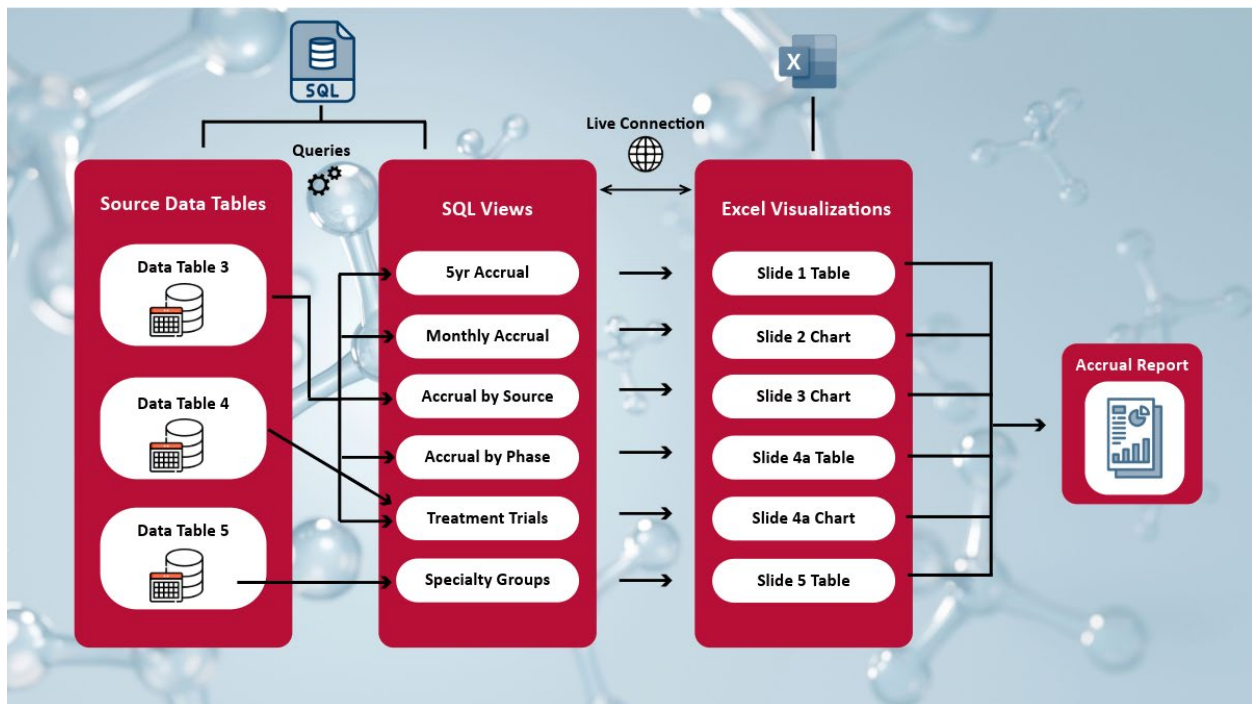 SQL
X
Live Connection
Queries
Source Data Tables
Data Table 3
Data Table 4
Data Table 5
SQL Views
5yr Accrual
Monthly Accrual
Accrual by Source
Accrual by Phase
Treatment Trials
Specialty Groups
Excel Visualizations
Slide 1 Table
Slide 2 Chart
Slide 3 Chart
Slide 4a Table
Slide 4a Chart
Slide 5 Table
Accrual Report